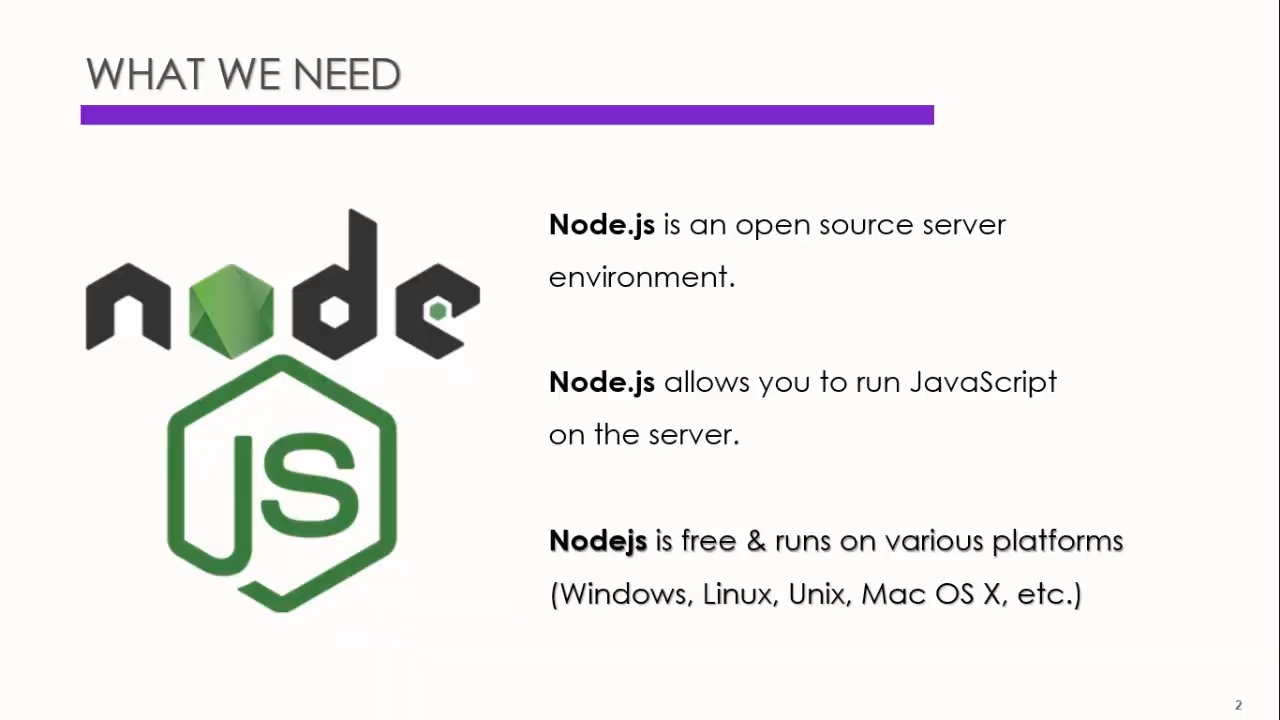 WHAT WE NEED
node
JS
Node.js is an open source server
environment.
Node.js allows you to run JavaScript
on the server.
Nodejs is free & runs on various platforms
(Windows, Linux, Unix, Mac OS X, etc.)
2